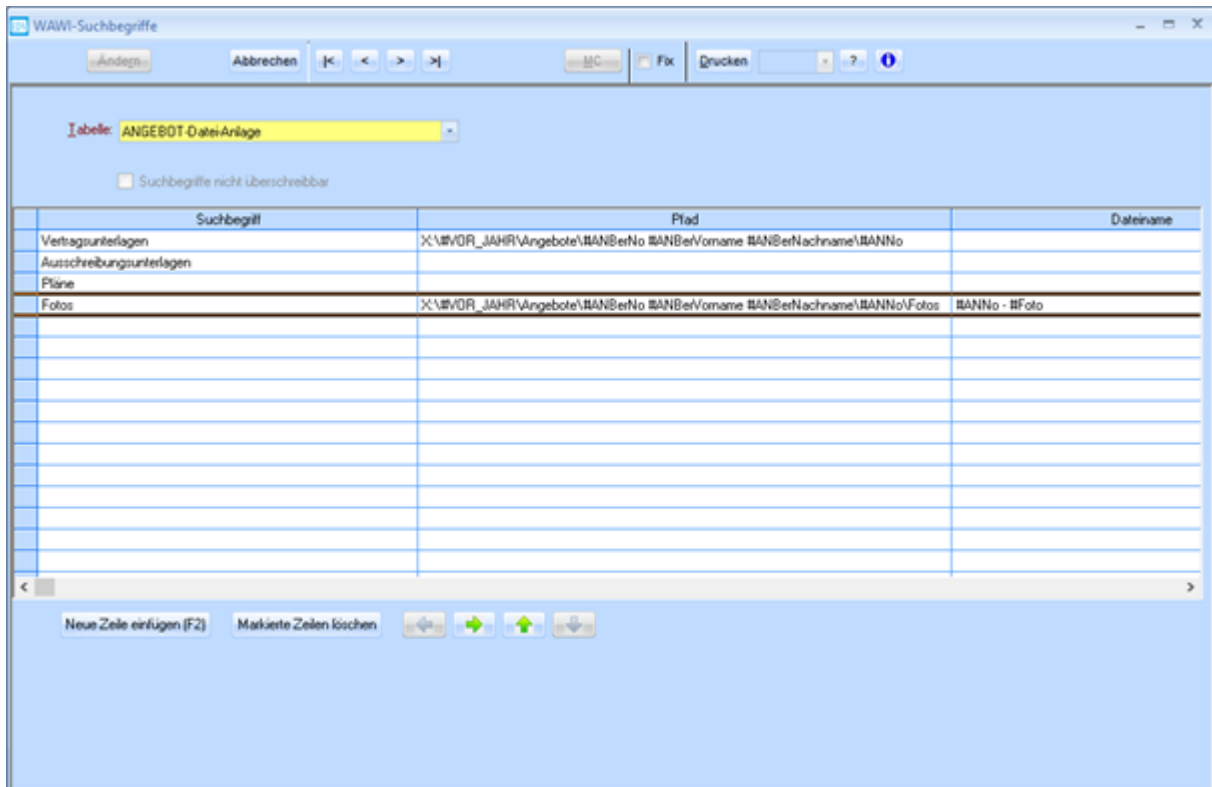 WAWI-Suchbegriffe
Ändern Abbrechen |< < > >| MC Fix Drucken ?
Tabelle: ANGEBOT-Datei-Anlage
Suchbegriffe nicht überschreibbar
Suchbegriff Pfad Dateiname
Vertragsunterlagen X:\#VOR_JAHR\Angebote\#ANBerNo #ANBerVorname #ANBerNachname\#ANNo
Ausschreibungsunterlagen
Pläne
Fotos X:\#VOR_JAHR\Angebote\#ANBerNo #ANBerVorname #ANBerNachname\#ANNo\Fotos #ANNo - #Foto
Neue Zeile einfügen (F2) Markierte Zeilen löschen